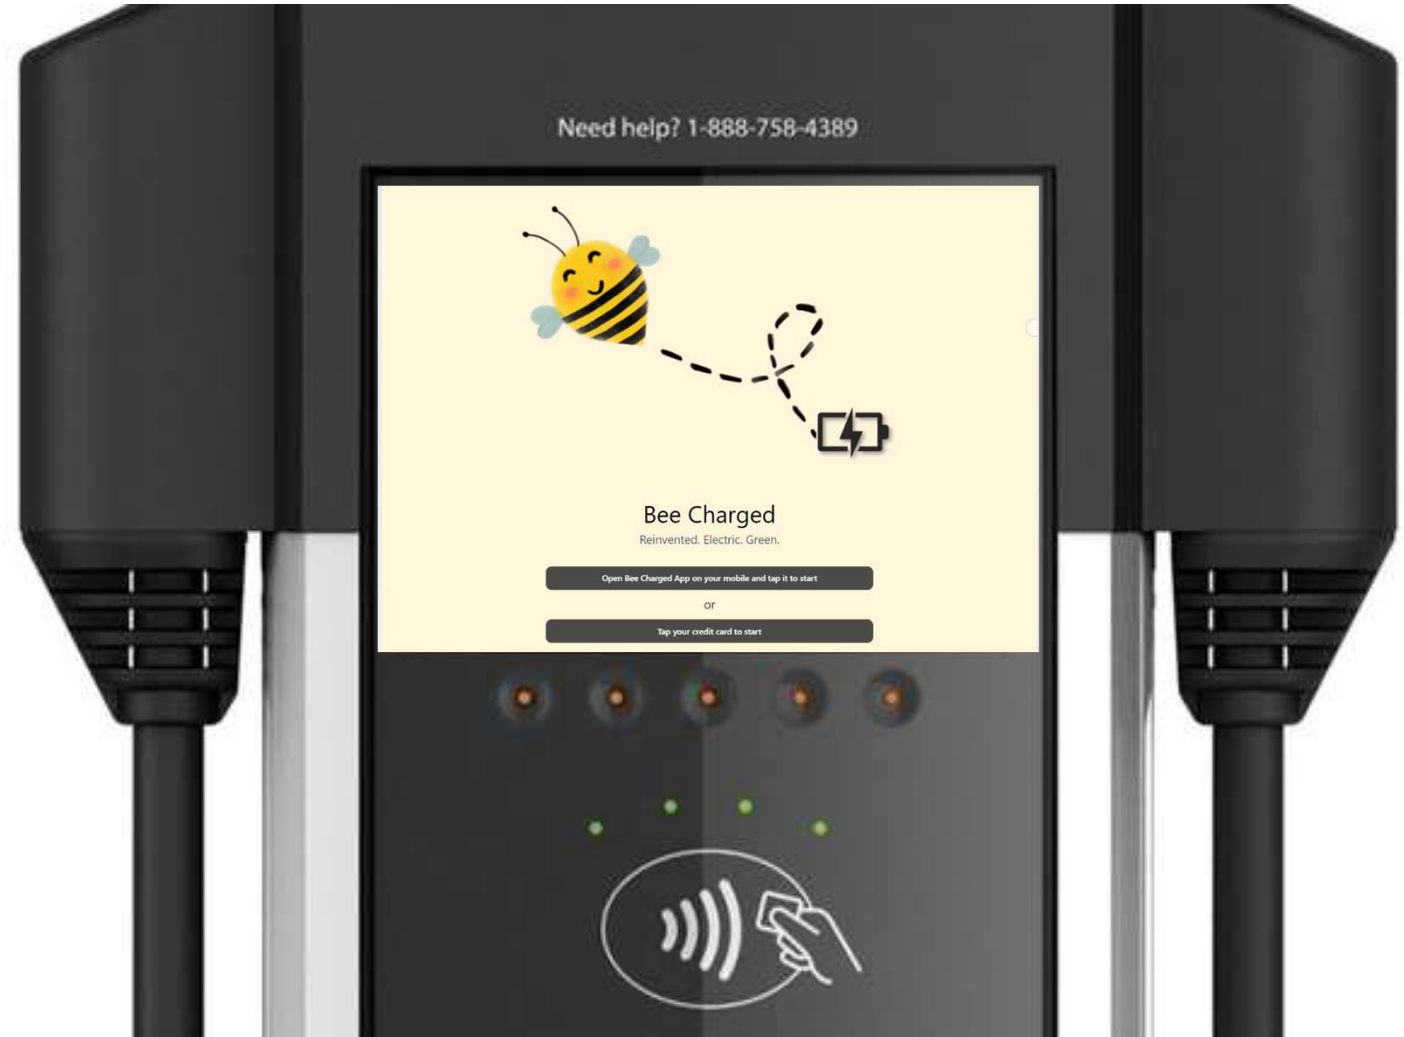 Need help? 1-888-758-4389
Bee Charged
Reinvented. Electric. Green.
Open Bee Charged App on your mobile and tap it to start
or
Tap your credit card to start